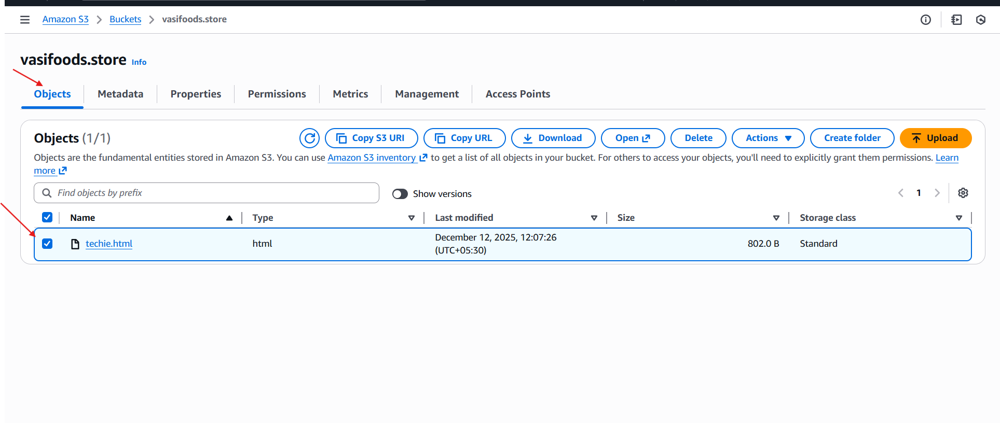 Amazon S3 > Buckets > vasifoods.store
vasifoods.store Info
Objects Metadata Properties Permissions Metrics Management Access Points
Objects (1/1) Copy S3 URI Copy URL Download Open Delete Actions Create folder Upload
Objects are the fundamental entities stored in Amazon S3. You can use Amazon S3 inventory to get a list of all objects in your bucket. For others to access your objects, you'll need to explicitly grant them permissions. Learn
more
Find objects by prefix Show versions 1
Name Type Last modified Size Storage class
techie.html html December 12, 2025, 12:07:26 (UTC+05:30) 802.0 B Standard